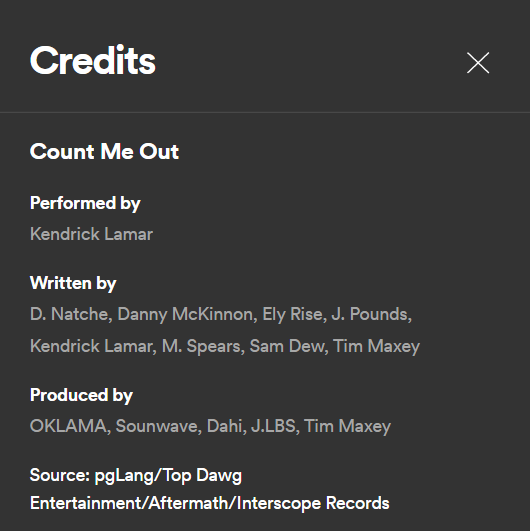 Credits
Count Me Out
Performed by
Kendrick Lamar
Written by
D. Natche, Danny McKinnon, Ely Rise, J. Pounds,
Kendrick Lamar, M. Spears, Sam Dew, Tim Maxey
Produced by
OKLAMA, Sounwave, Dahi, J.LBS, Tim Maxey
Source: pgLang/Top Dawg
Entertainment/Aftermath/Interscope Records